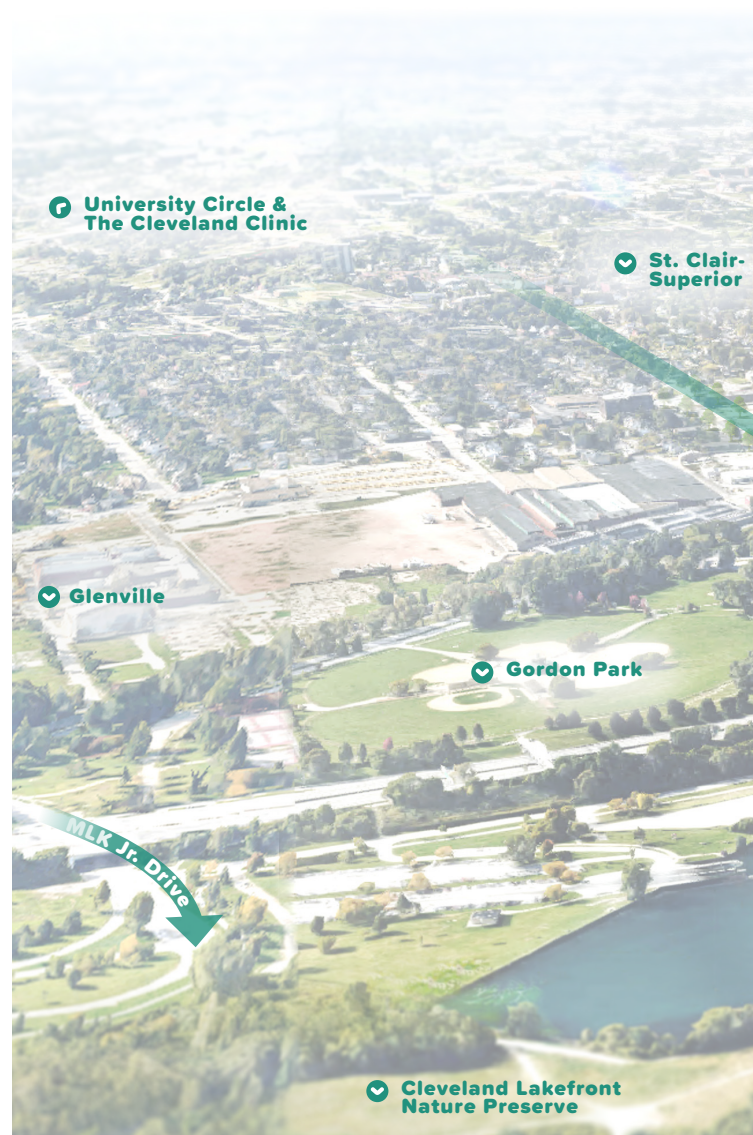 University Circle &
The Cleveland Clinic
St. Clair-
Superior
Glenville
Gordon Park
MLK Jr. Drive
Cleveland Lakefront
Nature Preserve